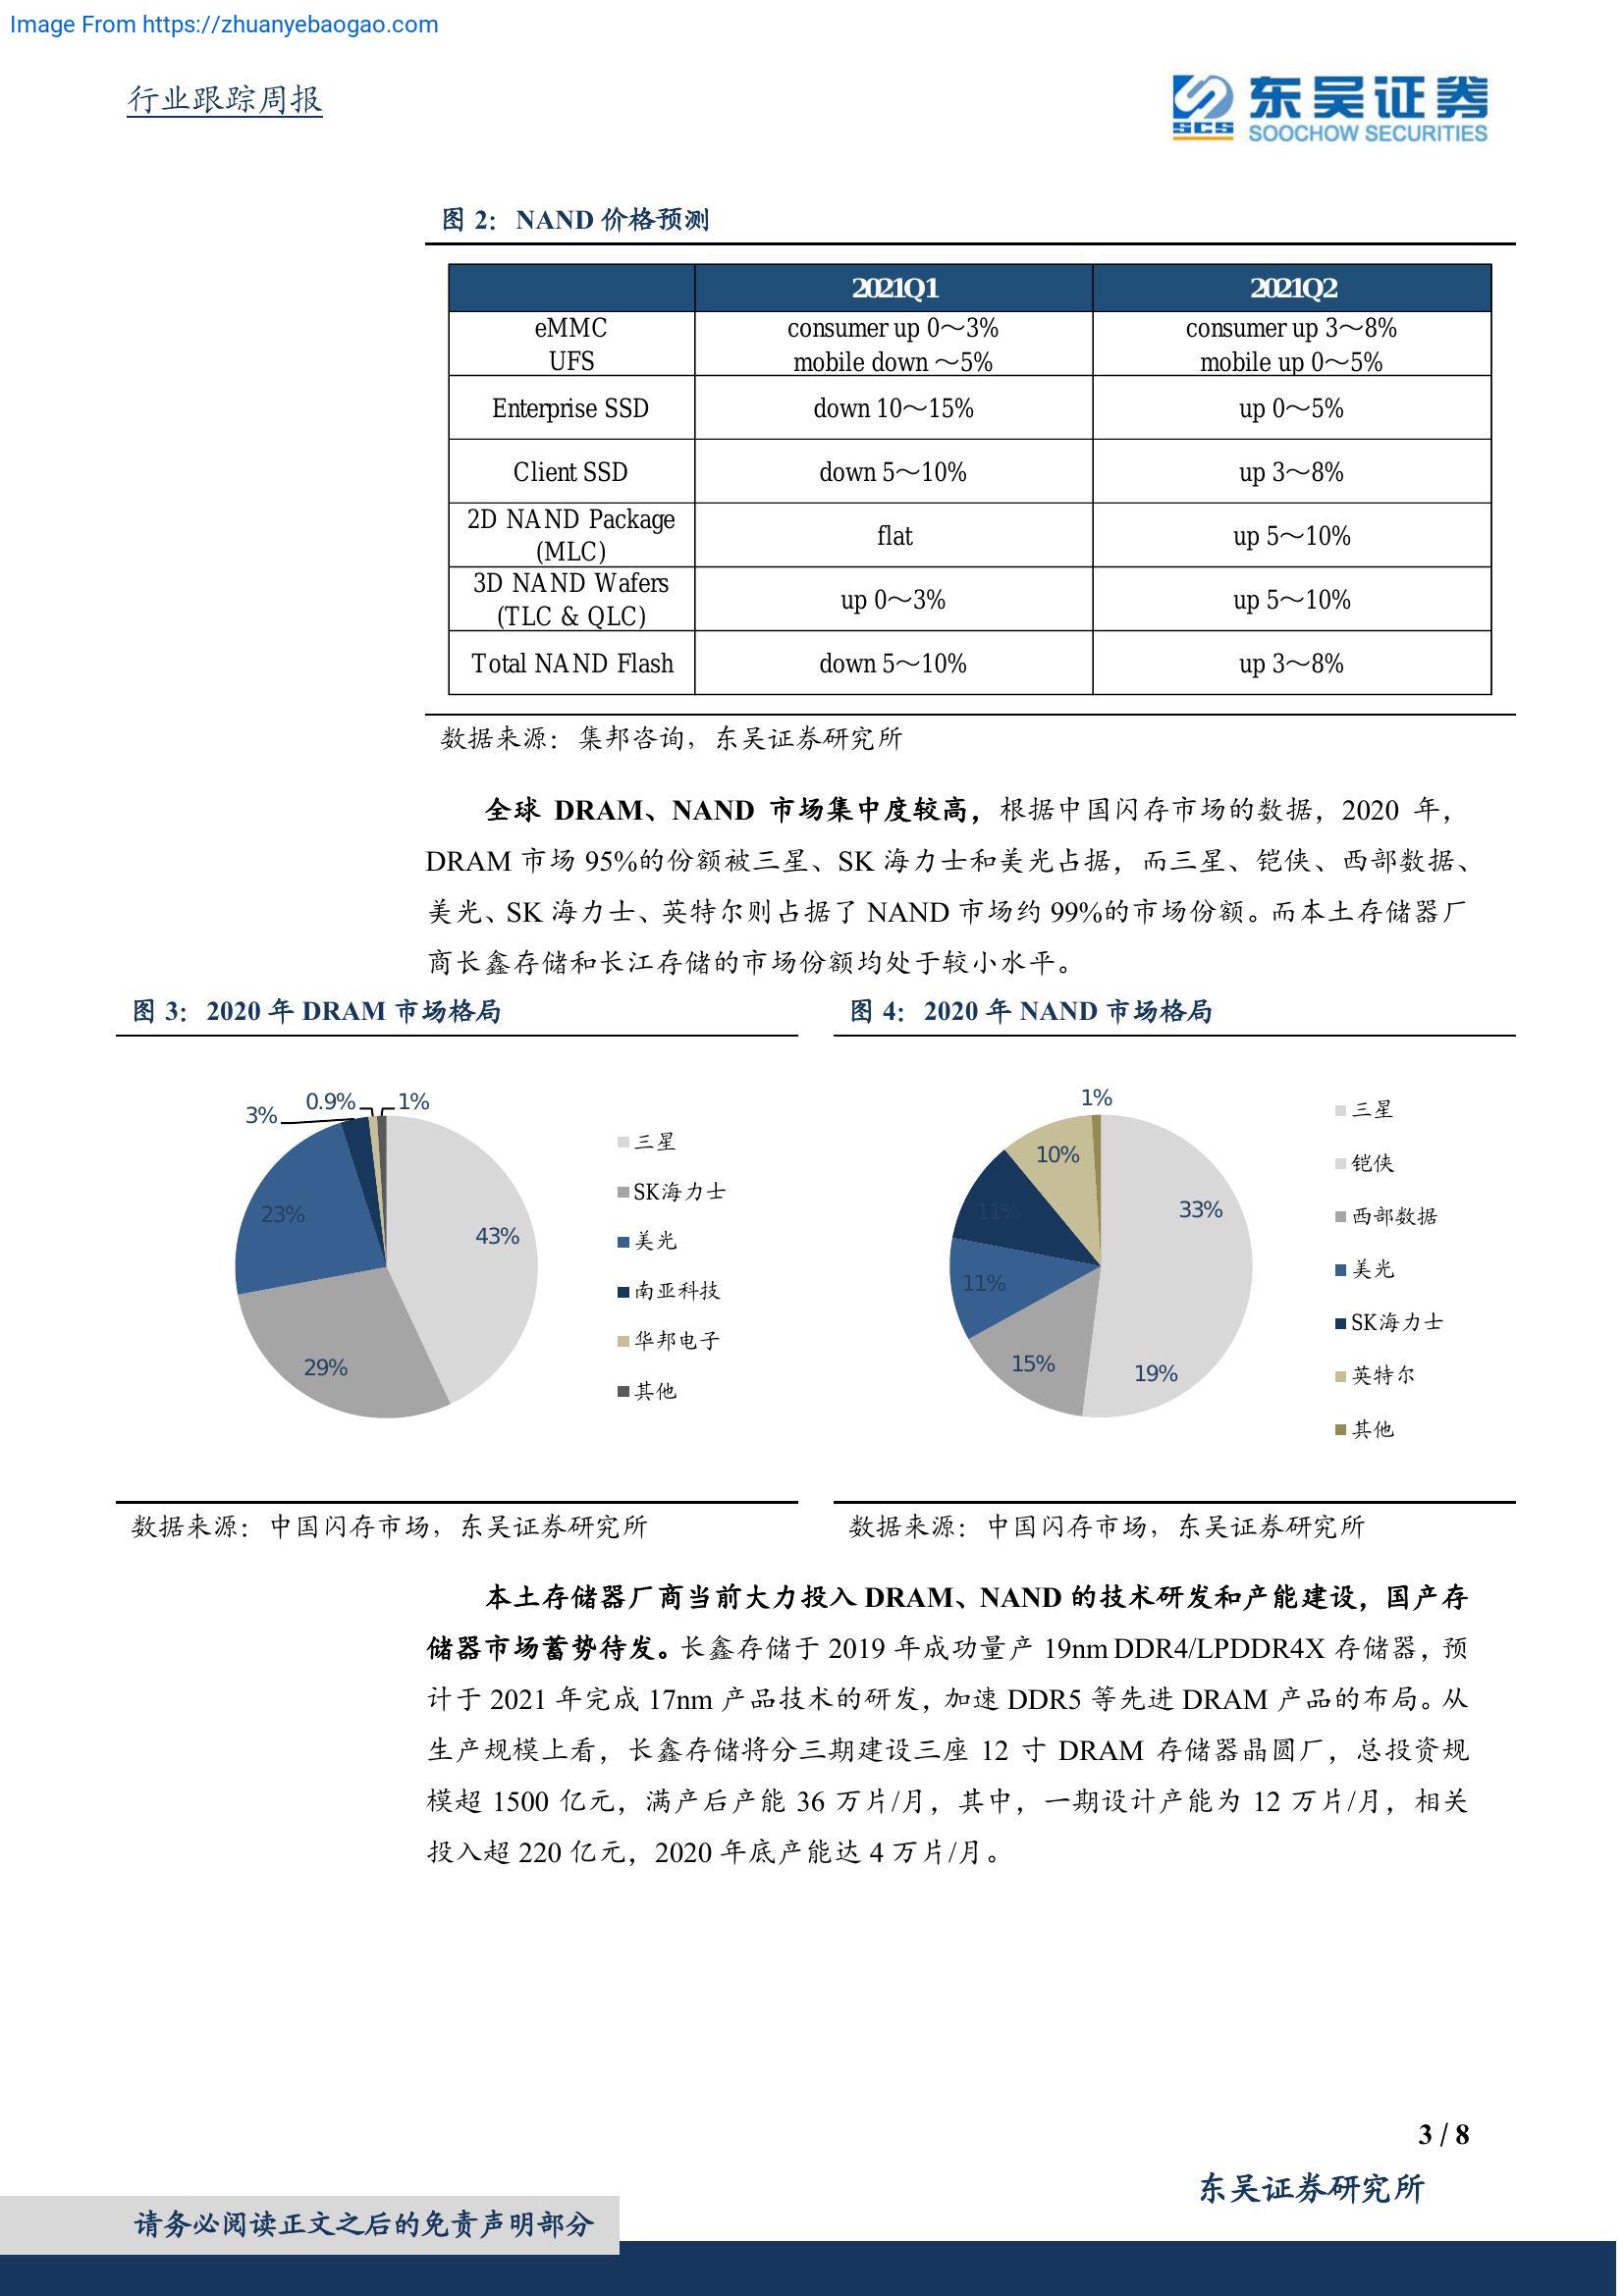 Image From https://zhuanyebaogao.com
行业跟踪周报
SCS
东吴证券
SOOCHOW SECURITIES
图 2： NAND 价格预测
2021Q1 2021Q2
eMMC
UFS
consumer up 0～3%
mobile down ～5%
consumer up 3～8%
mobile up 0～5%
Enterprise SSD down 10～15% up 0～5%
Client SSD down 5～10% up 3～8%
2D NAND Package
(MLC)
flat up 5～10%
3D NAND Wafers
(TLC & QLC)
up 0～3% up 5～10%
Total NAND Flash down 5～10% up 3～8%
数据来源：集邦咨询，东吴证券研究所
全球 DRAM、NAND 市场集中度较高，根据中国闪存市场的数据，2020 年，
DRAM 市场 95%的份额被三星、SK 海力士和美光占据，而三星、铠侠、西部数据、
美光、SK 海力士、英特尔则占据了 NAND 市场约 99%的市场份额。而本土存储器厂
商长鑫存储和长江存储的市场份额均处于较小水平。
图 3： 2020 年 DRAM 市场格局
3%
0.9%
1%
23%
43%
29%
三星
SK海力士
美光
南亚科技
华邦电子
其他
数据来源：中国闪存市场，东吴证券研究所
图 4： 2020 年 NAND 市场格局
1%
10%
33%
11%
11%
15%
19%
三星
铠侠
西部数据
美光
SK海力士
英特尔
其他
数据来源：中国闪存市场，东吴证券研究所
本土存储器厂商当前大力投入 DRAM、NAND 的技术研发和产能建设，国产存
储器市场蓄势待发。长鑫存储于 2019 年成功量产 19nm DDR4/LPDDR4X 存储器，预
计于 2021 年完成 17nm 产品技术的研发，加速 DDR5 等先进 DRAM 产品的布局。从
生产规模上看，长鑫存储将分三期建设三座 12 寸 DRAM 存储器晶圆厂，总投资规
模超 1500 亿元，满产后产能 36 万片/月，其中，一期设计产能为 12 万片/月，相关
投入超 220 亿元，2020 年底产能达 4 万片/月。
3 / 8
东吴证券研究所
请务必阅读正文之后的免责声明部分